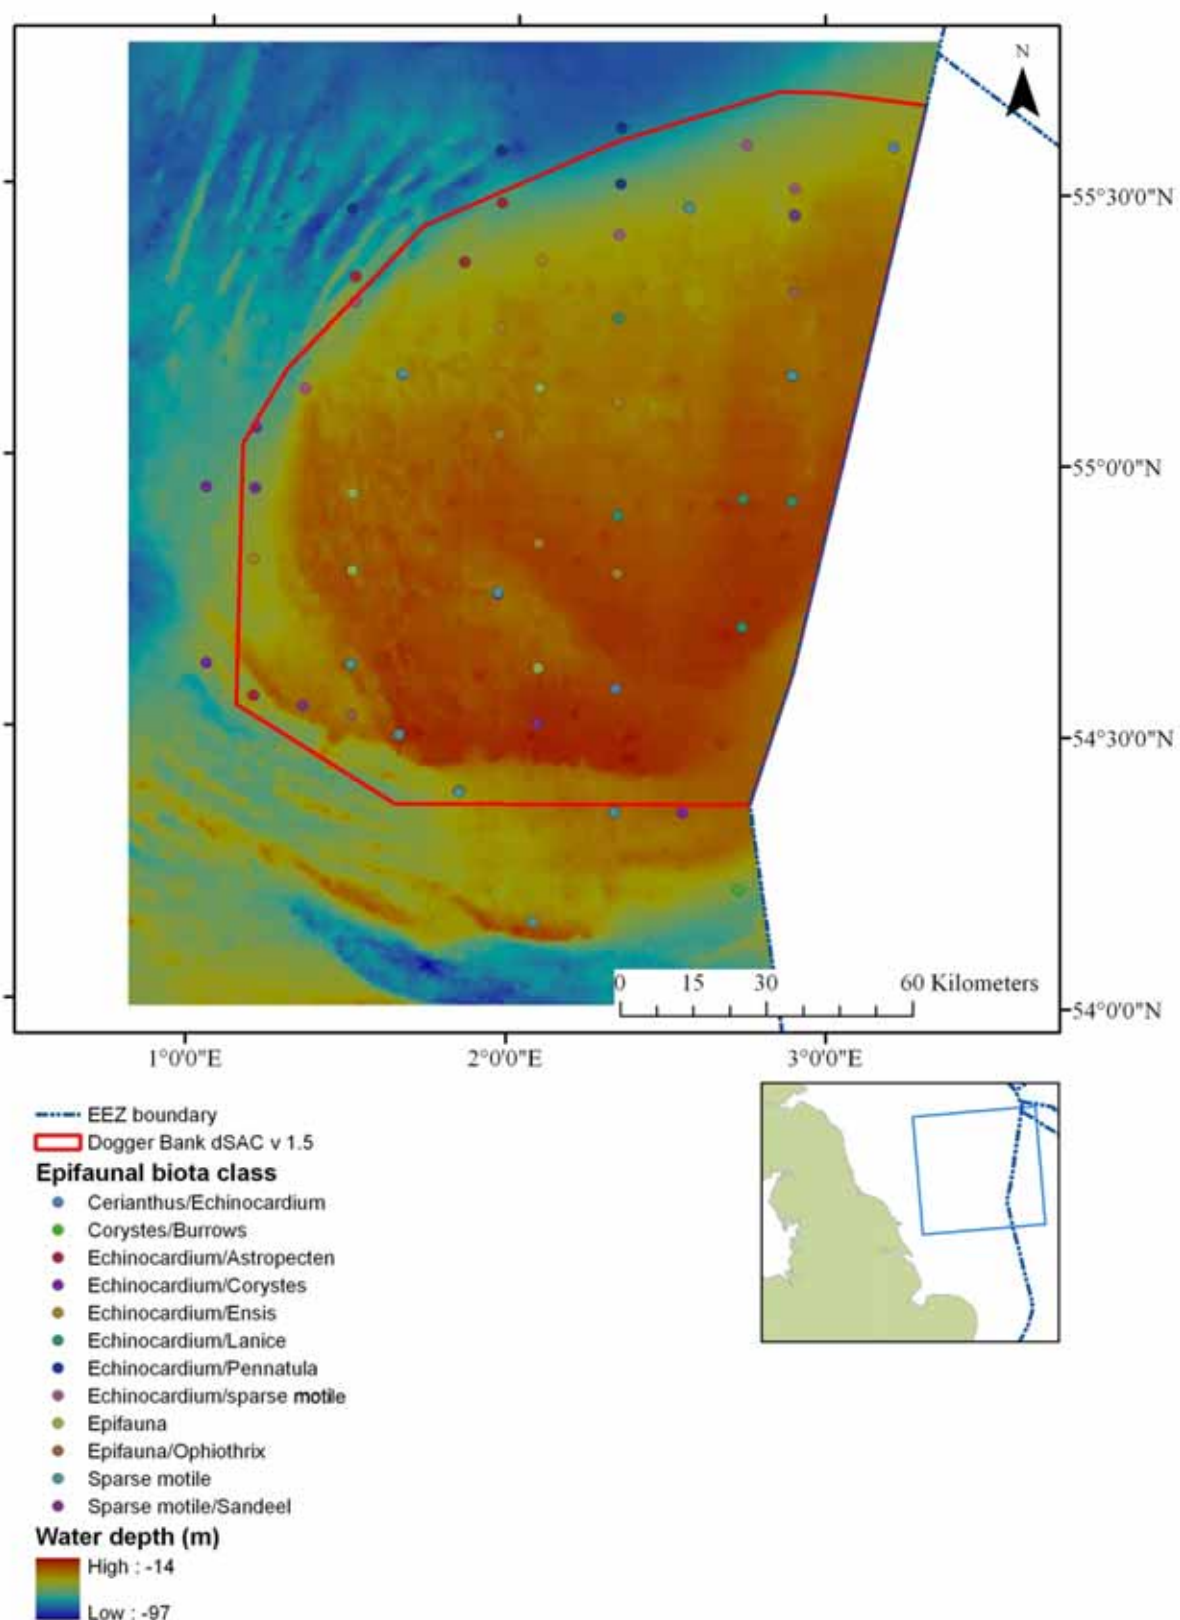 N
55°30'0"N
55°0'0"N
54°30'0"N
0 15 30 60 Kilometers
54°0'0"N
1°0'0"E 2°0'0"E 3°0'0"E
EEZ boundary
Dogger Bank dSAC v 1.5
Epifaunal biota class
Cerianthus/Echinocardium
Corystes/Burrows
Echinocardium/Astropecten
Echinocardium/Corystes
Echinocardium/Ensis
Echinocardium/Lanice
Echinocardium/Pennatula
Echinocardium/sparse motile
Epifauna
Epifauna/Ophiothrix
Sparse motile
Sparse motile/Sandeel
Water depth (m)
High : -14
Low : -97